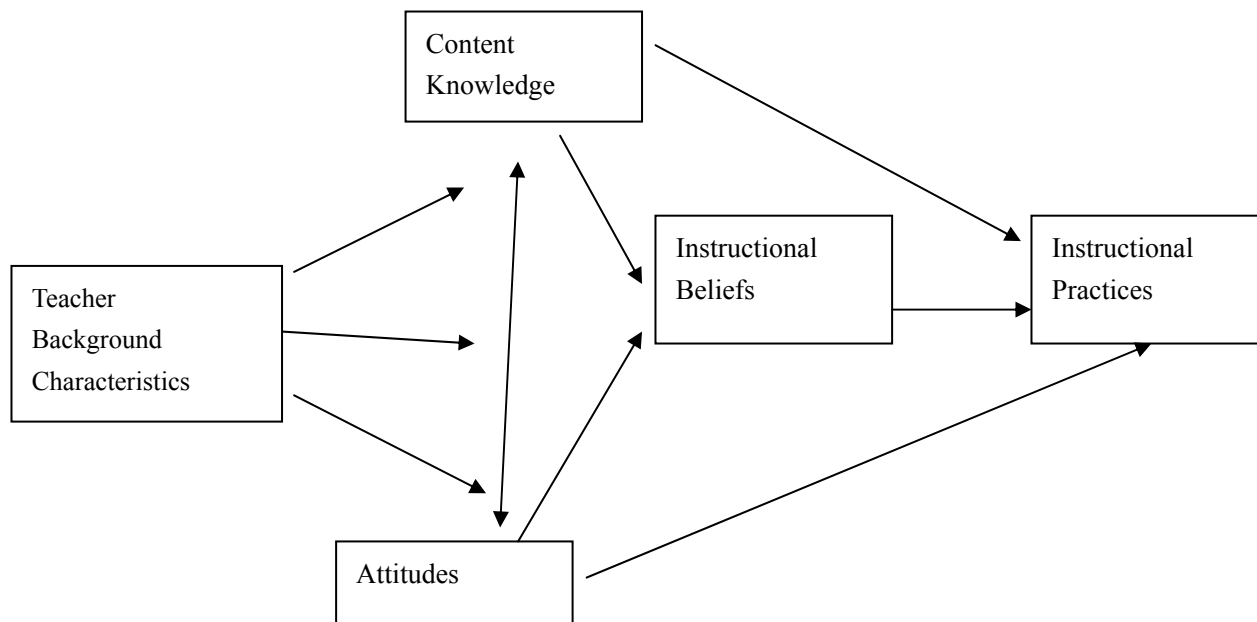 Content
Knowledge
Teacher
Background
Characteristics
Instructional
Beliefs
Instructional
Practices
Attitudes